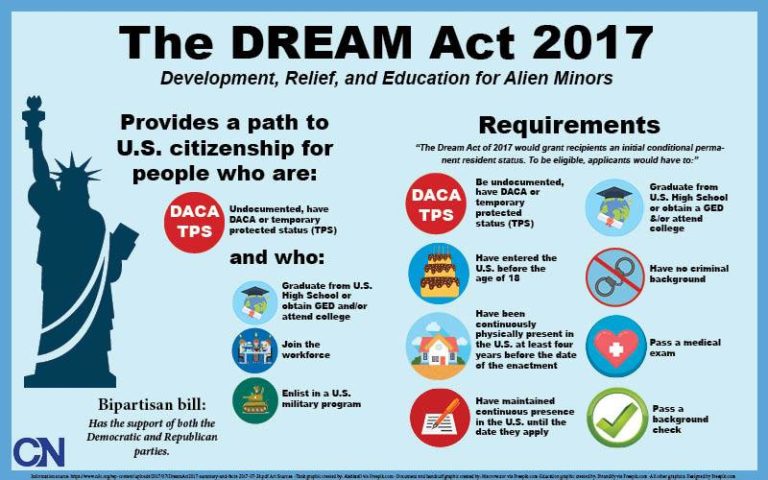 The DREAM Act 2017
Development, Relief, and Education for Alien Minors
Provides a path to
U.S. citizenship for
people who are:
DACA
TPS
Undocumented, have
DACA or temporary
protected status (TPS)
and who:
Graduate from U.S.
High School or
obtain GED and/or
attend college
Join the
workforce
Enlist in a U.S.
military program
Bipartisan bill:
Has the support of both the
Democratic and Republican
parties.
CN
Requirements
“The Dream Act of 2017 would grant recipients an initial conditional perma-
nent resident status. To be eligible, applicants would have to:”
DACA
TPS
Be undocumented,
have DACA or
temporary
protected
status (TPS)
Have entered the
U.S. before the
age of 18
Have been
continuously
physically present in
the U.S. at least four
years before the date
of the enactment
Have maintained
continuous presence
in the U.S. until the
date they apply
Graduate from
U.S. High School
or obtain a GED
&/or attend
college
Have no criminal
background
Pass a medical
exam
Pass a
background
check